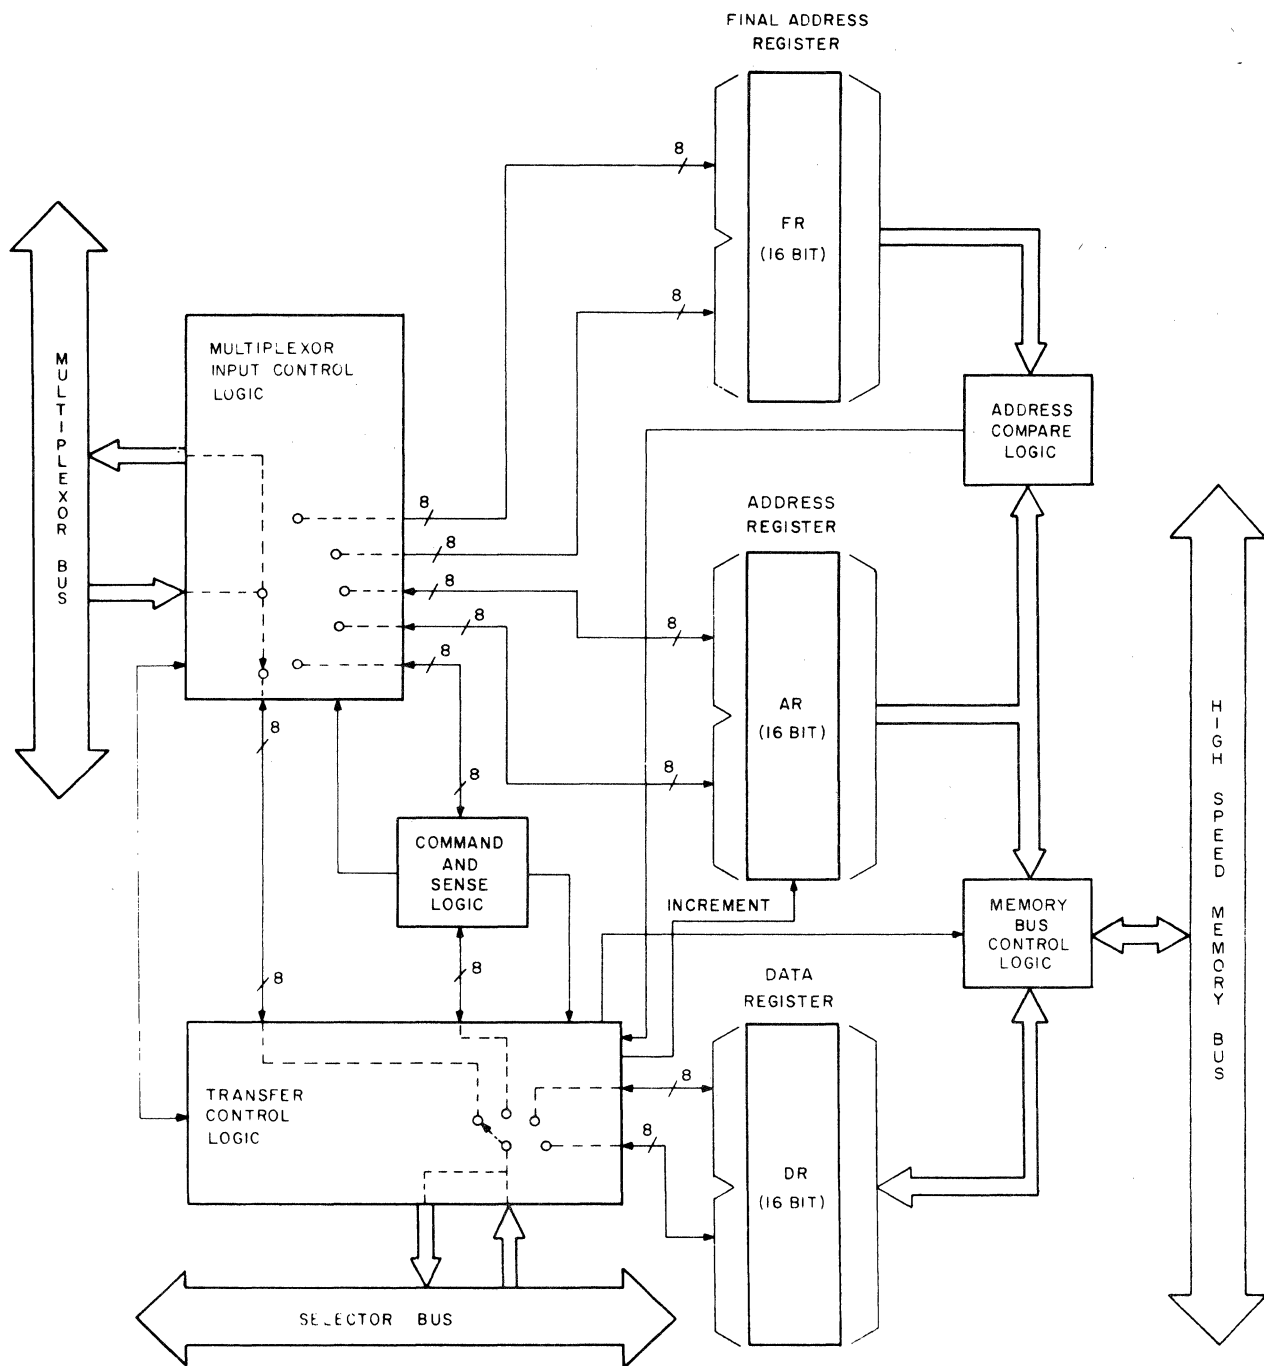 FINAL ADDRESS
REGISTER
8
FR
(16 BIT)
8
MULTIPLEXOR
INPUT CONTROL
LOGIC
MULTIPLEXOR BUS
ADDRESS
COMPARE
LOGIC
8
8
8
8
8
ADDRESS
REGISTER
8
AR
(16 BIT)
8
HIGH SPEED MEMORY BUS
8
8
COMMAND
AND
SENSE
LOGIC
INCREMENT
MEMORY
BUS
CONTROL
LOGIC
8
8
DATA
REGISTER
TRANSFER
CONTROL
LOGIC
8
8
DR
(16 BIT)
SELECTOR BUS